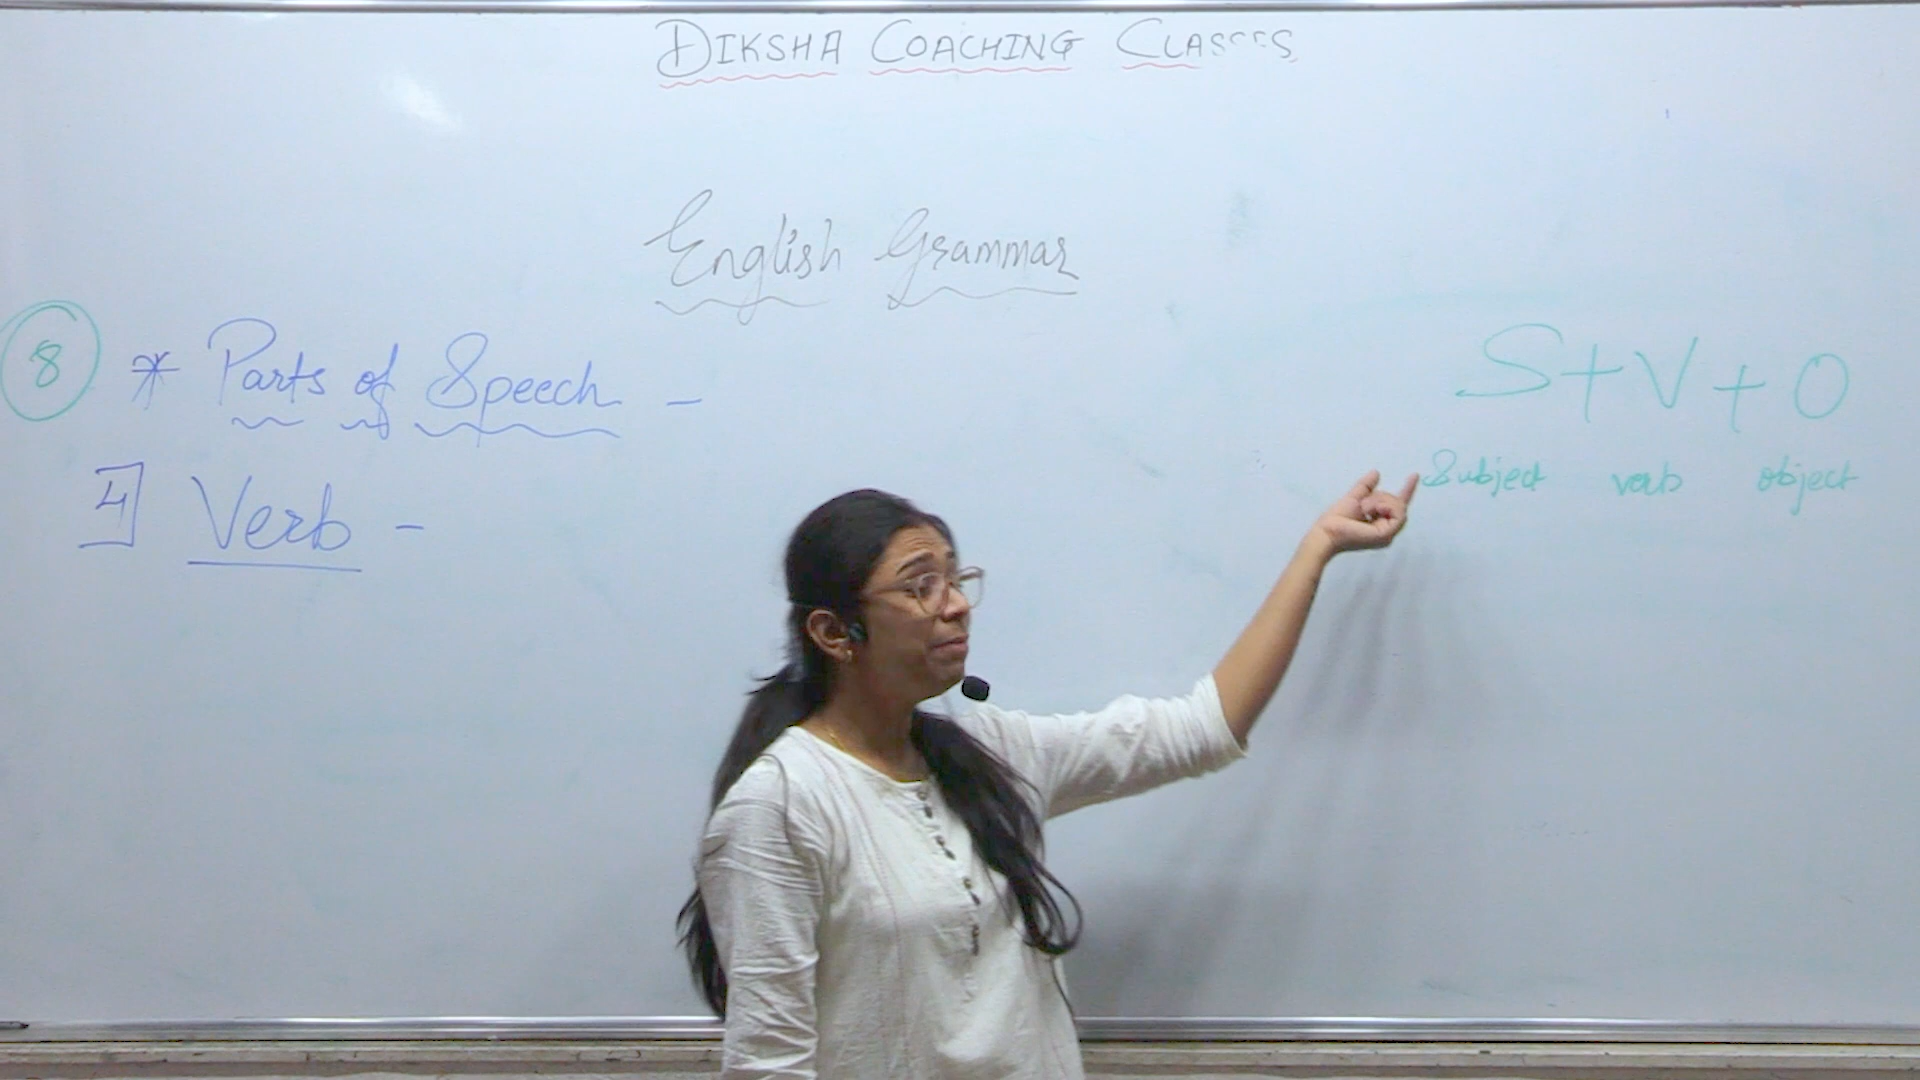 DIKSHA COACHING CLASSES
English Grammar
8 * Parts of Speech -
4] Verb -
S+V+O
Subject verb object